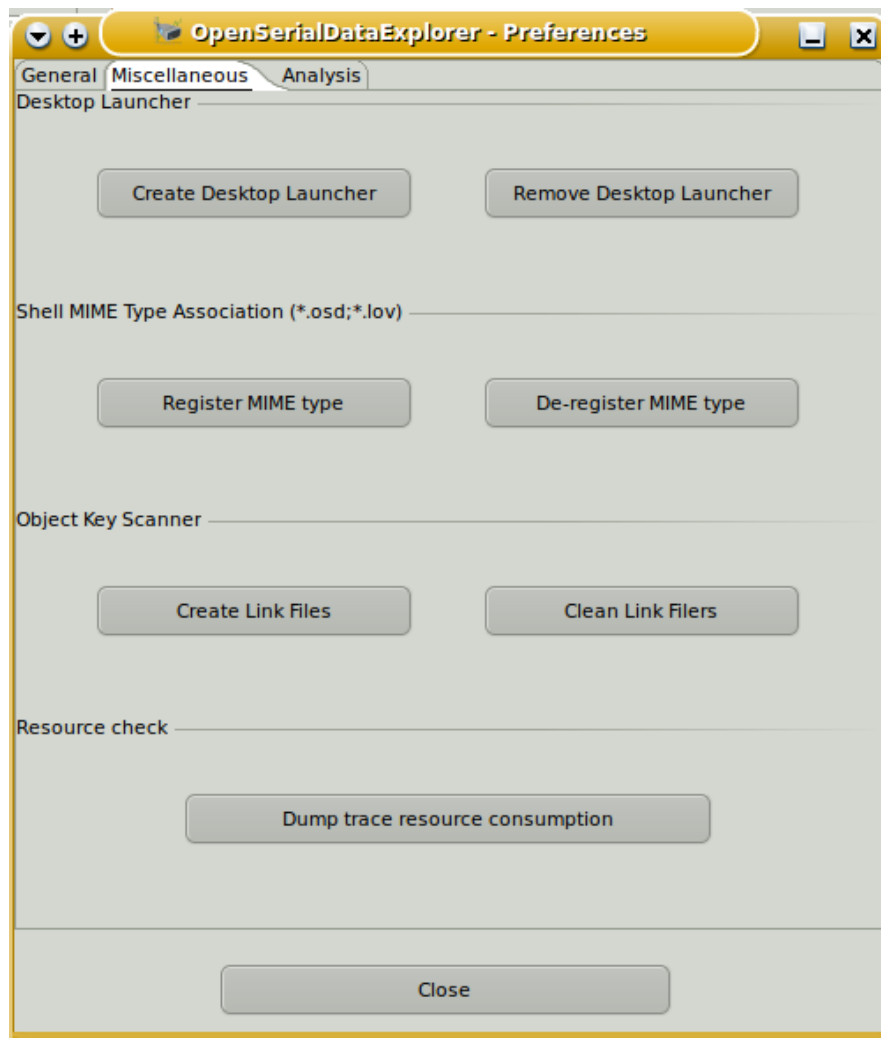 OpenSerialDataExplorer - Preferences
General Miscellaneous Analysis
Desktop Launcher
Create Desktop Launcher Remove Desktop Launcher
Shell MIME Type Association (*.osd;*.lov)
Register MIME type De-register MIME type
Object Key Scanner
Create Link Files Clean Link Filers
Resource check
Dump trace resource consumption
Close